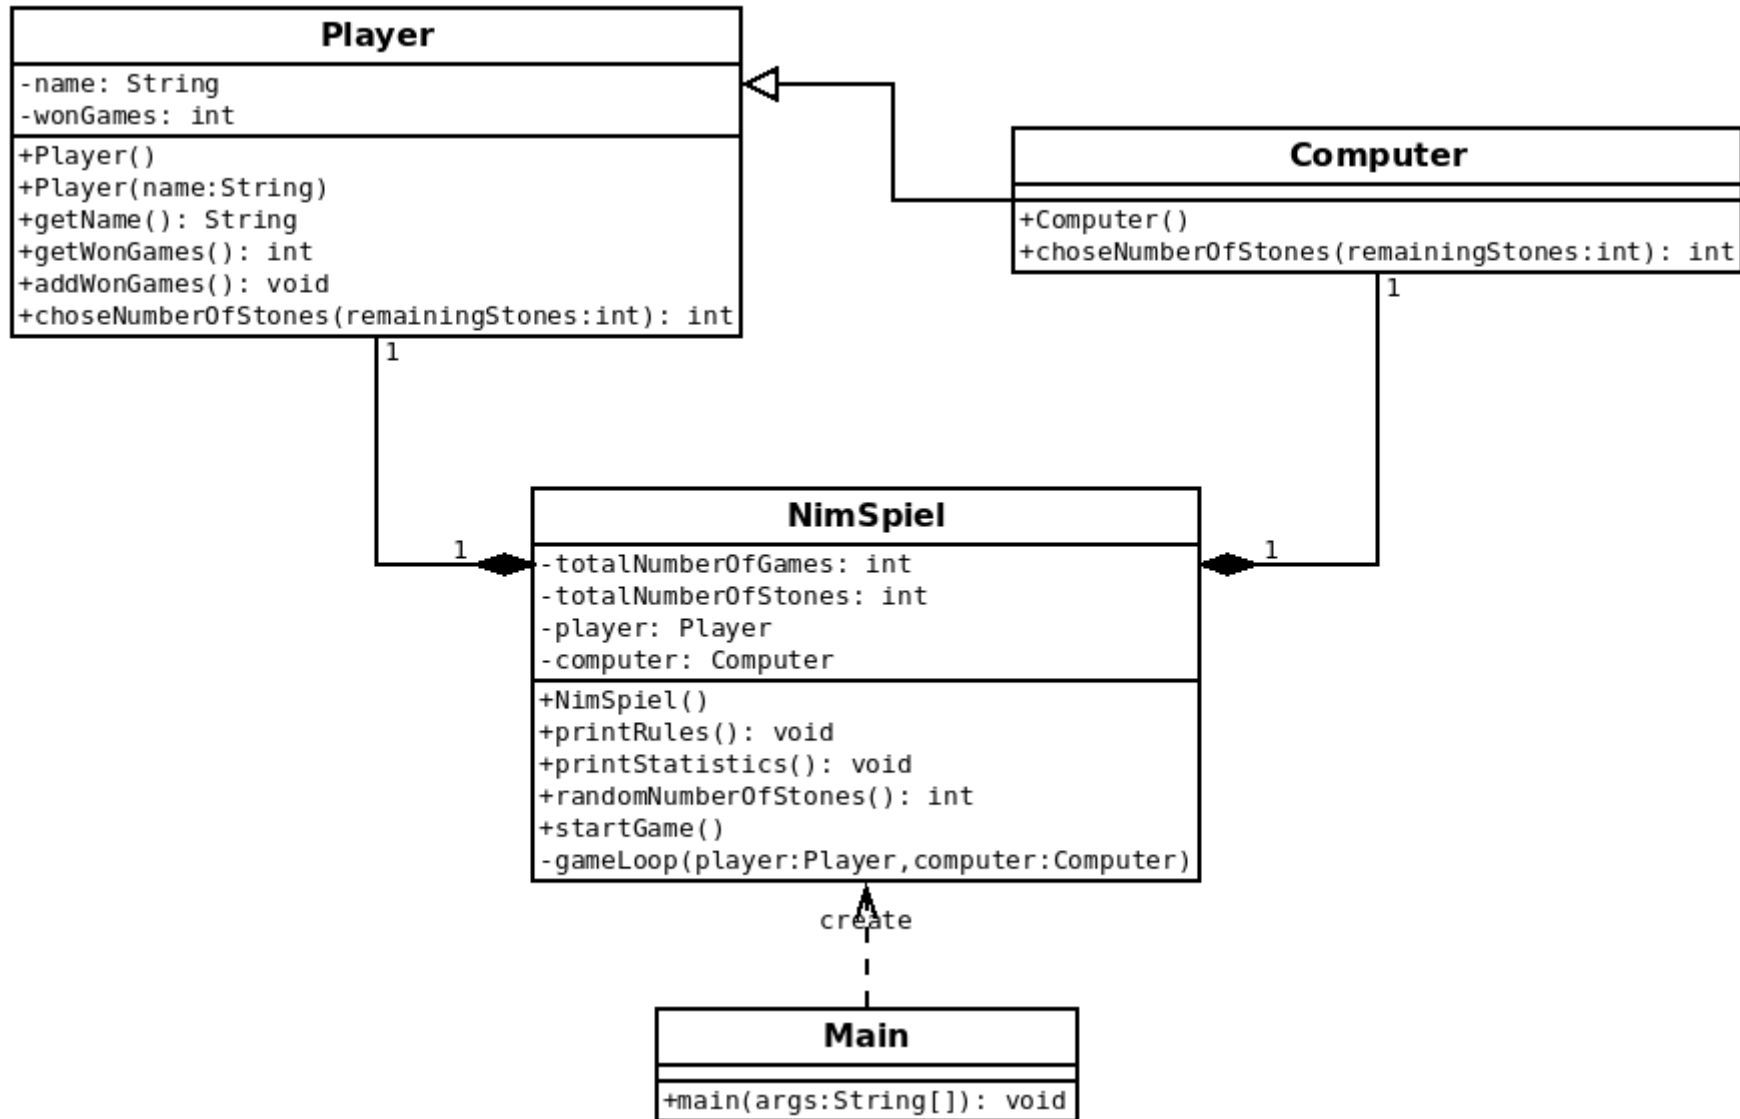 Player
-name: String
-wonGames: int
+Player()
+Player(name:String)
+getName(): String
+getWonGames(): int
+addWonGames(): void
+choseNumberOfStones(remainingStones:int): int
1
Computer
+Computer()
+choseNumberOfStones(remainingStones:int): int
1
1
1
NimSpiel
-totalNumberOfGames: int
-totalNumberOfStones: int
-player: Player
-computer: Computer
+NimSpiel()
+printRules(): void
+printStatistics(): void
+randomNumberOfStones(): int
+startGame()
-gameLoop(player:Player,computer:Computer)
create
Main
+main(args:String[]): void